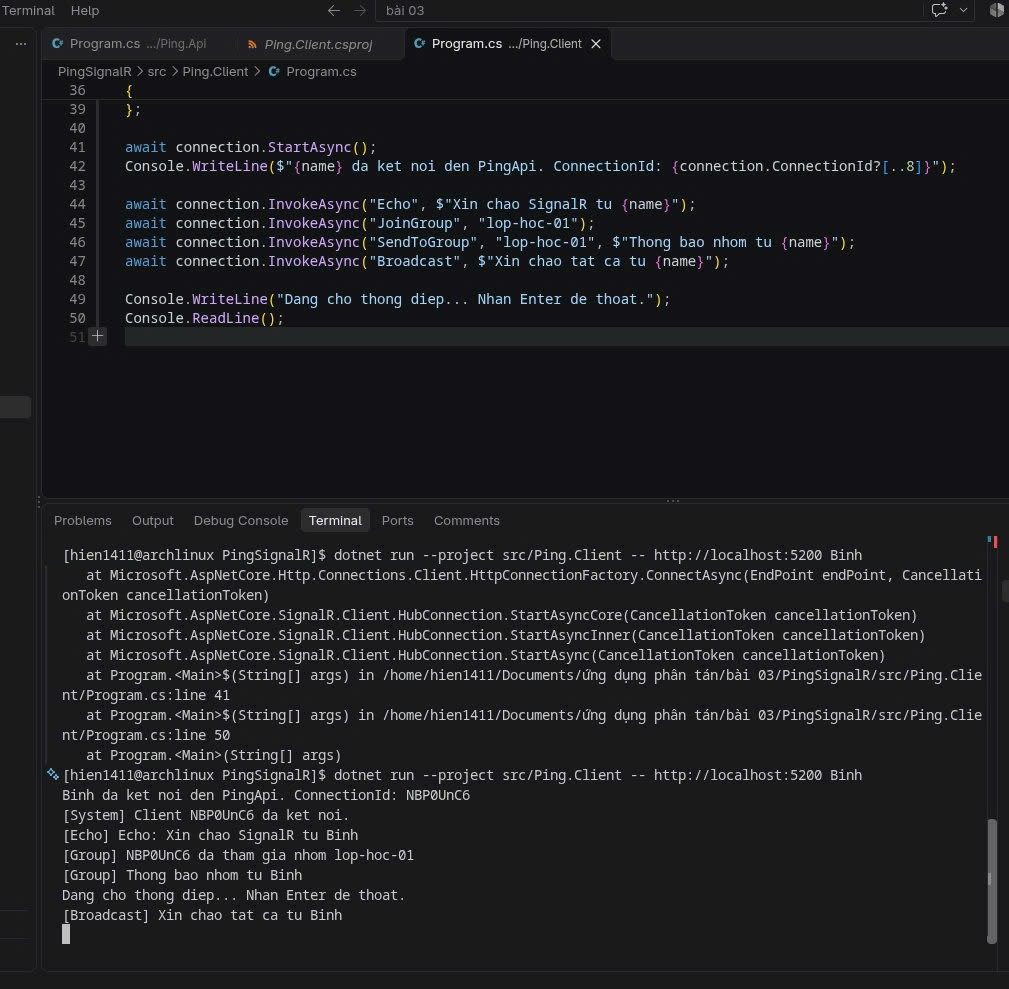 Terminal Help bài 03
Program.cs .../Ping.Api Ping.Client.csproj Program.cs .../Ping.Client
PingSignalR > src > Ping.Client > Program.cs
36 {
39 };
40
41 await connection.StartAsync();
42 Console.WriteLine($"{name} da ket noi den PingApi. ConnectionId: {connection.ConnectionId?[..8]}");
43
44 await connection.InvokeAsync("Echo", $"Xin chao SignalR tu {name}");
45 await connection.InvokeAsync("JoinGroup", "lop-hoc-01");
46 await connection.InvokeAsync("SendToGroup", "lop-hoc-01", $"Thong bao nhom tu {name}");
47 await connection.InvokeAsync("Broadcast", $"Xin chao tat ca tu {name}");
48
49 Console.WriteLine("Dang cho thong diep... Nhan Enter de thoat.");
50 Console.ReadLine();
51
Problems Output Debug Console Terminal Ports Comments
[hien1411@archlinux PingSignalR]$ dotnet run --project src/Ping.Client -- http://localhost:5200 Binh
at Microsoft.AspNetCore.Http.Connections.Client.HttpConnectionFactory.ConnectAsync(EndPoint endPoint, Cancellati
onToken cancellationToken)
at Microsoft.AspNetCore.SignalR.Client.HubConnection.StartAsyncCore(CancellationToken cancellationToken)
at Microsoft.AspNetCore.SignalR.Client.HubConnection.StartAsyncInner(CancellationToken cancellationToken)
at Microsoft.AspNetCore.SignalR.Client.HubConnection.StartAsync(CancellationToken cancellationToken)
at Program.<Main>$(String[] args) in /home/hien1411/Documents/ứng dụng phân tán/bài 03/PingSignalR/src/Ping.Clie
nt/Program.cs:line 41
at Program.<Main>$(String[] args) in /home/hien1411/Documents/ứng dụng phân tán/bài 03/PingSignalR/src/Ping.Clie
nt/Program.cs:line 50
at Program.<Main>(String[] args)
[hien1411@archlinux PingSignalR]$ dotnet run --project src/Ping.Client -- http://localhost:5200 Binh
Binh da ket noi den PingApi. ConnectionId: NBP0UnC6
[System] Client NBP0UnC6 da ket noi.
[Echo] Echo: Xin chao SignalR tu Binh
[Group] NBP0UnC6 da tham gia nhom lop-hoc-01
[Group] Thong bao nhom tu Binh
Dang cho thong diep... Nhan Enter de thoat.
[Broadcast] Xin chao tat ca tu Binh